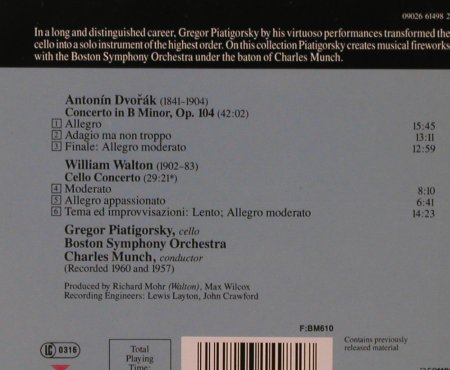 09026 61498 2
In a long and distinguished career, Gregor Piatigorsky by his virtuoso performances transformed the
cello into a solo instrument of the highest order. On this collection Piatigorsky creates musical fireworks
with the Boston Symphony Orchestra under the baton of Charles Munch.
Antonín Dvořák (1841–1904)
Concerto in B Minor, Op. 104 (42:02)
1 Allegro 15:45
2 Adagio ma non troppo 13:11
3 Finale: Allegro moderato 12:59
William Walton (1902–83)
Cello Concerto (29:21*)
4 Moderato 8:10
5 Allegro appassionato 6:41
6 Tema ed improvvisazioni: Lento; Allegro moderato 14:23
Gregor Piatigorsky, cello
Boston Symphony Orchestra
Charles Munch, conductor
(Recorded 1960 and 1957)
Produced by Richard Mohr (Walton), Max Wilcox
Recording Engineers: Lewis Layton, John Crawford
F:BM610
LC 0316
Total
Playing
Time:
Contains previously
released material